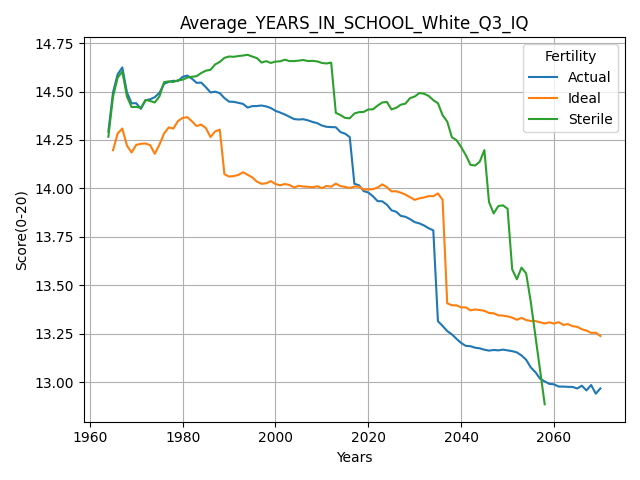 Average_YEARS_IN_SCHOOL_White_Q3_IQ
Score(0-20)
14.75
14.50
14.25
14.00
13.75
13.50
13.25
13.00
Fertility
Actual
Ideal
Sterile
1960 1980 2000 2020 2040 2060
Years